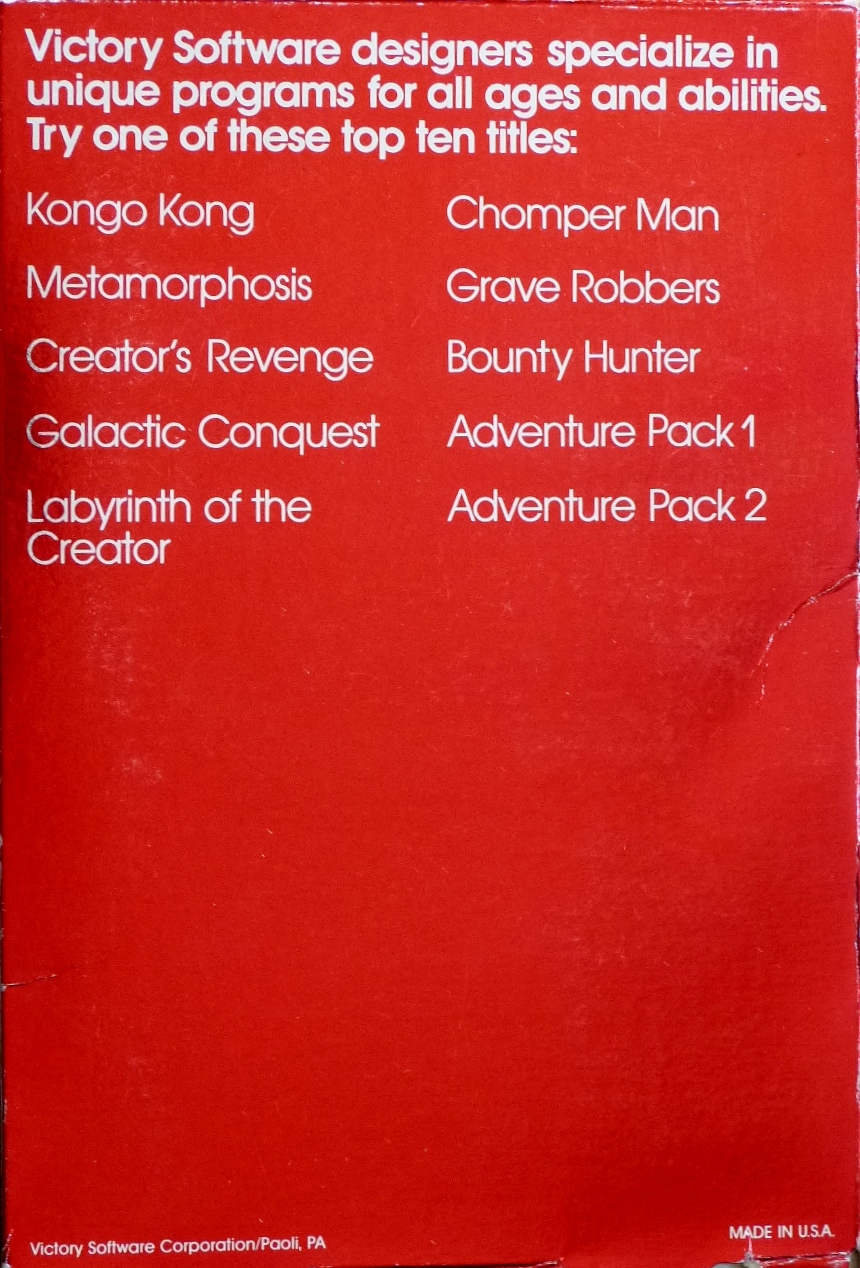 Victory Software designers specialize in
unique programs for all ages and abilities.
Try one of these top ten titles:
Kongo Kong
Metamorphosis
Creator's Revenge
Galactic Conquest
Labyrinth of the
Creator
Chomper Man
Grave Robbers
Bounty Hunter
Adventure Pack 1
Adventure Pack 2
Victory Software Corporation/Paoli, PA
MADE IN U.S.A.